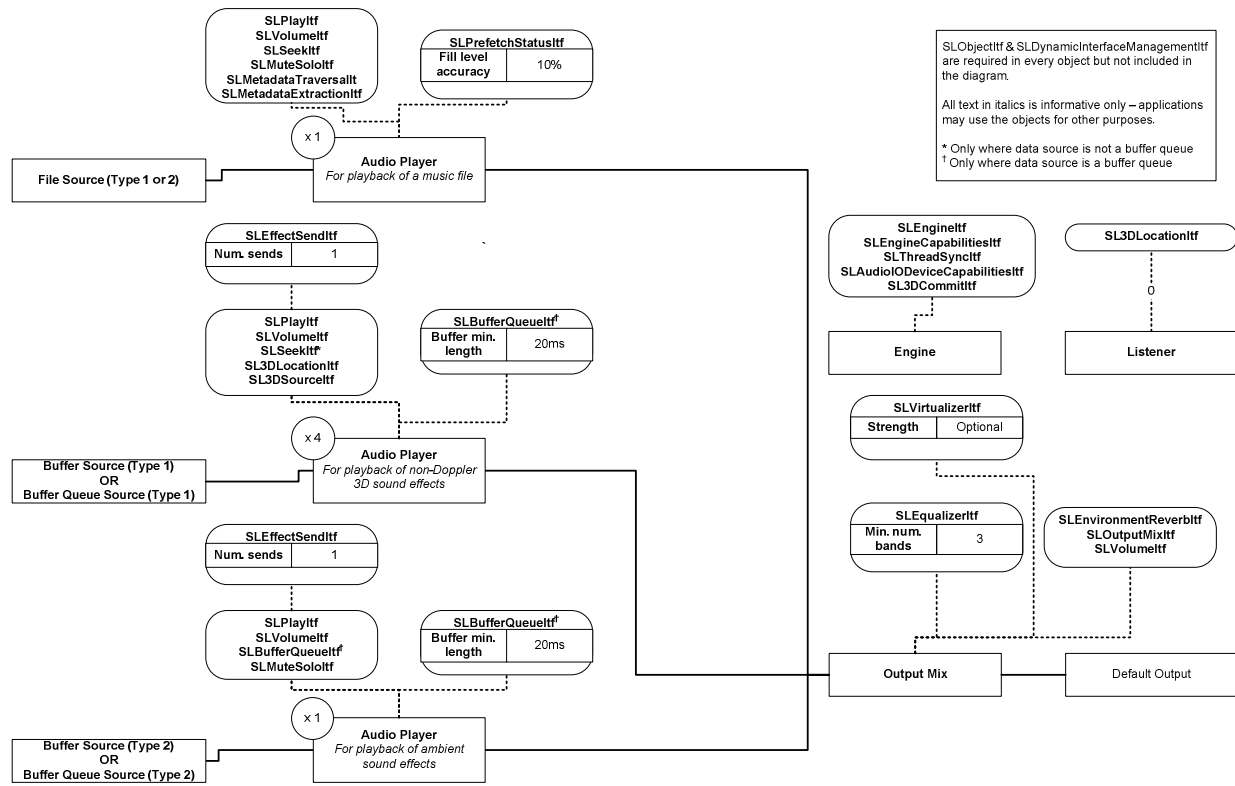 SLPlayItf
SLVolumeItf
SLSeekItf
SLMuteSoloItf
SLMetadataTraversalIt
SLMetadataExtractionItf
SLPrefetchStatusItf
Fill level
accuracy
10%
x 1
Audio Player
For playback of a music file
File Source (Type 1 or 2)
SLObjectItf & SLDynamicInterfaceManagementItf
are required in every object but not included in
the diagram.
All text in italics is informative only – applications
may use the objects for other purposes.
* Only where data source is not a buffer queue
† Only where data source is a buffer queue
SLEffectSendItf
Num. sends
1
SLPlayItf
SLVolumeItf
SLSeekItf*
SL3DLocationItf
SL3DSourceItf
SLBufferQueueItf†
Buffer min.
length
20ms
x 4
Audio Player
For playback of non-Doppler
3D sound effects
Buffer Source (Type 1)
OR
Buffer Queue Source (Type 1)
SLEngineItf
SLEngineCapabilitiesItf
SLThreadSyncItf
SLAudioIODeviceCapabilitiesItf
SL3DCommitItf
Engine
SL3DLocationItf
0
Listener
SLVirtualizerItf
Strength
Optional
SLEqualizerItf
Min. num.
bands
3
SLEnvironmentReverbItf
SLOutputMixItf
SLVolumeItf
Output Mix
Default Output
SLEffectSendItf
Num. sends
1
SLPlayItf
SLVolumeItf
SLBufferQueueItf†
SLMuteSoloItf
SLBufferQueueItf†
Buffer min.
length
20ms
x 1
Audio Player
For playback of ambient
sound effects
Buffer Source (Type 2)
OR
Buffer Queue Source (Type 2)